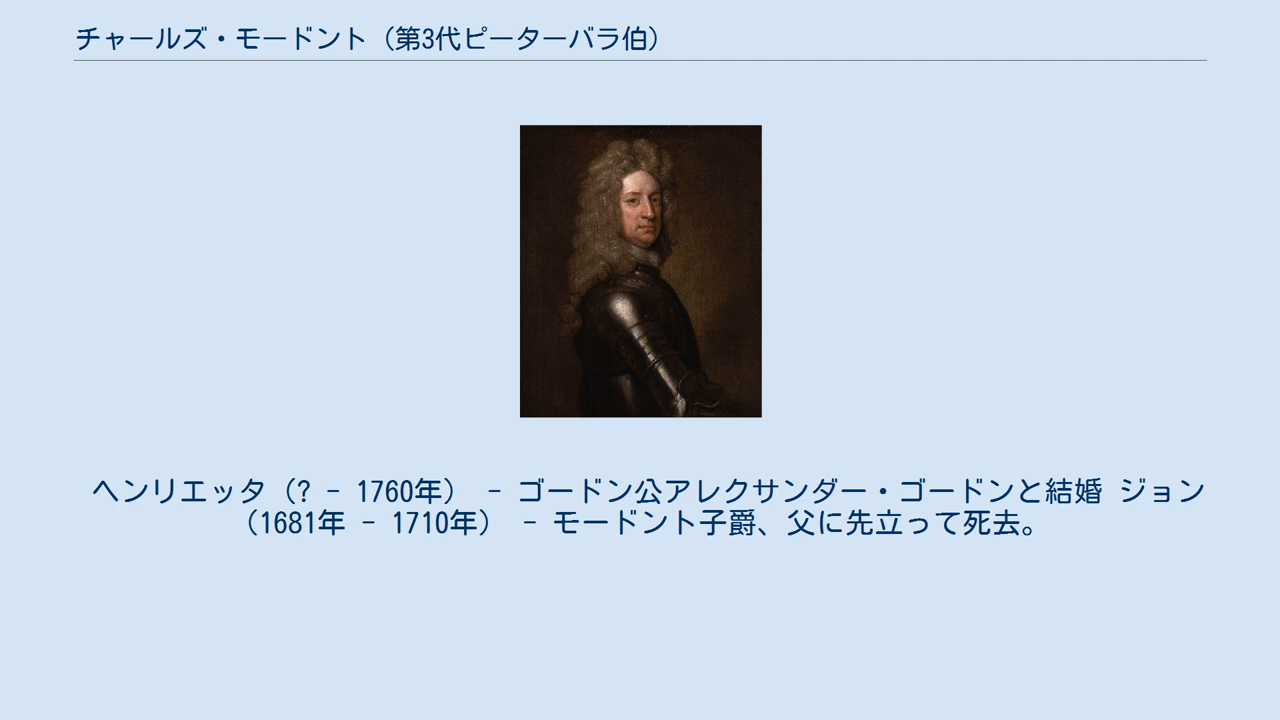 チャールズ・モードント（第3代ピーターバラ伯）
ヘンリエッタ（? - 1760年） - ゴードン公アレクサンダー・ゴードンと結婚 ジョン
（1681年 - 1710年） - モードント子爵、父に先立って死去。